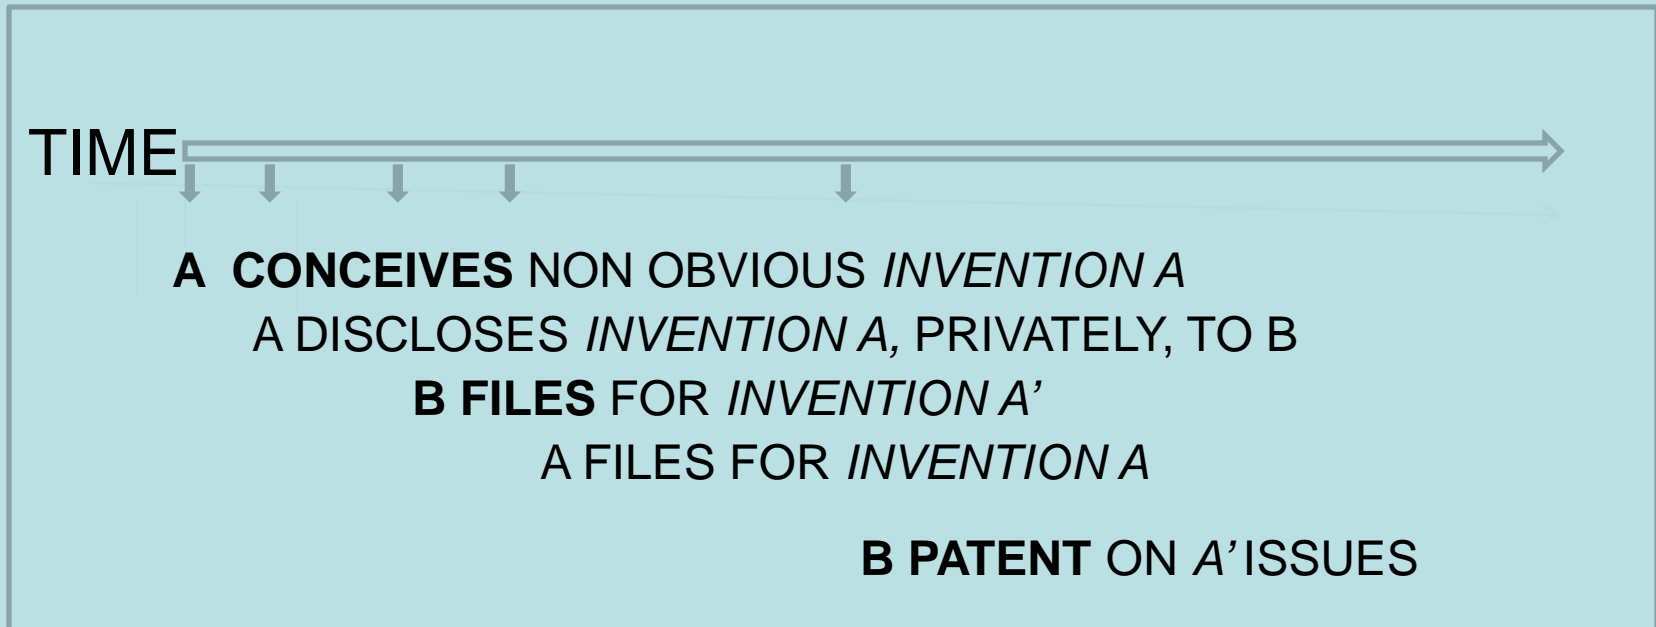 TIME
A CONCEIVES NON OBVIOUS INVENTION A
A DISCLOSES INVENTION A, PRIVATELY, TO B
B FILES FOR INVENTION A’
A FILES FOR INVENTION A
B PATENT ON A’ ISSUES